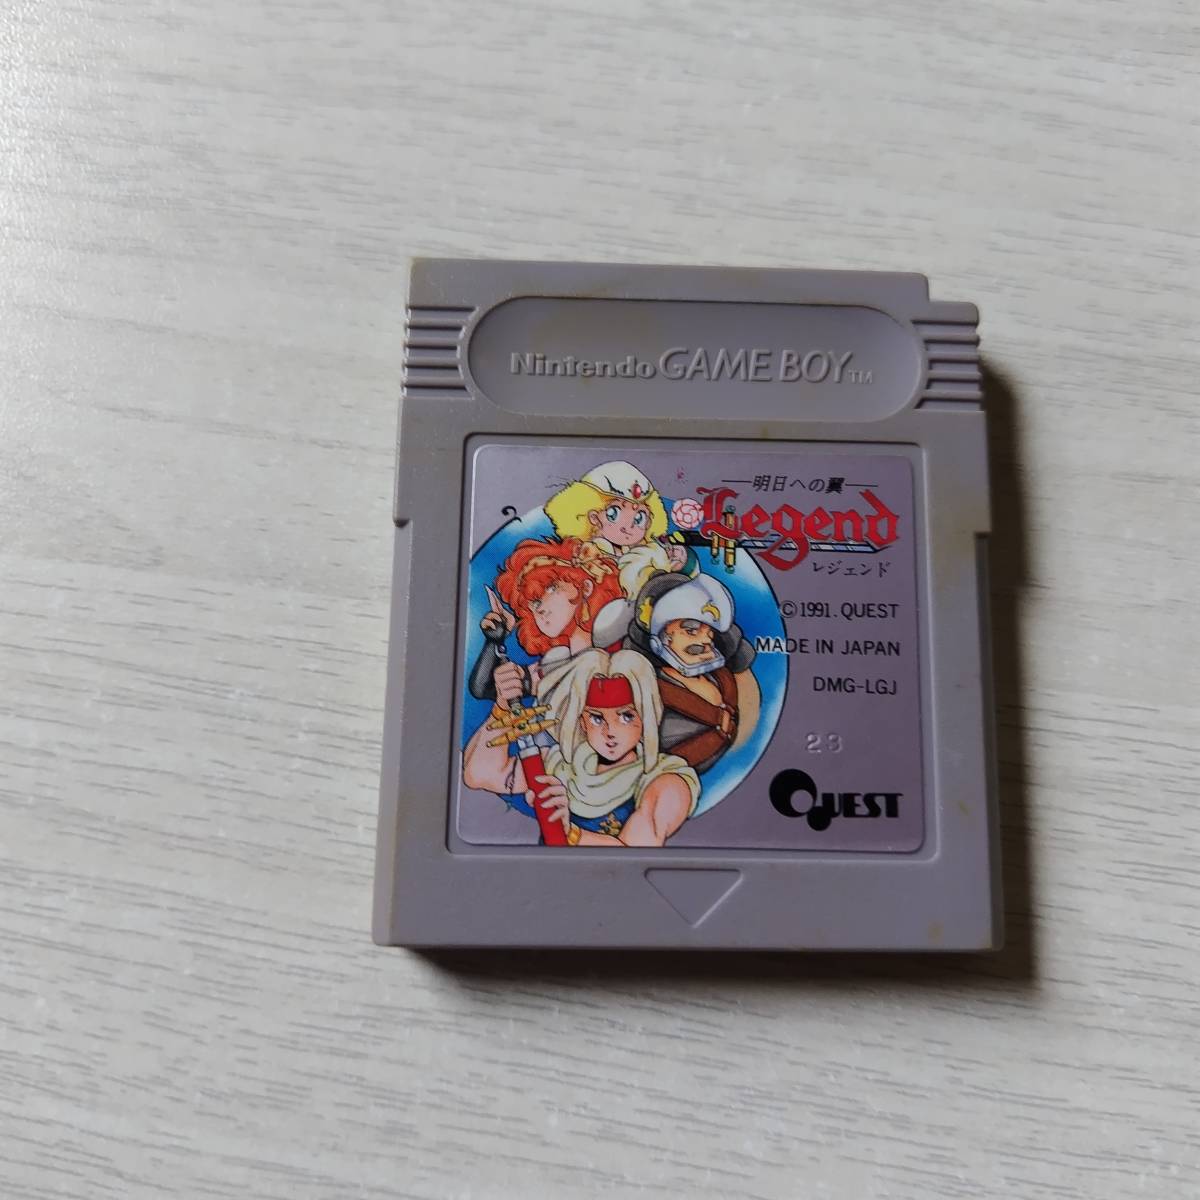 Nintendo GAME BOY TM
—明日への翼—
Legend
レジェンド
©1991. QUEST
MADE IN JAPAN
DMG-LGJ
23
QUEST